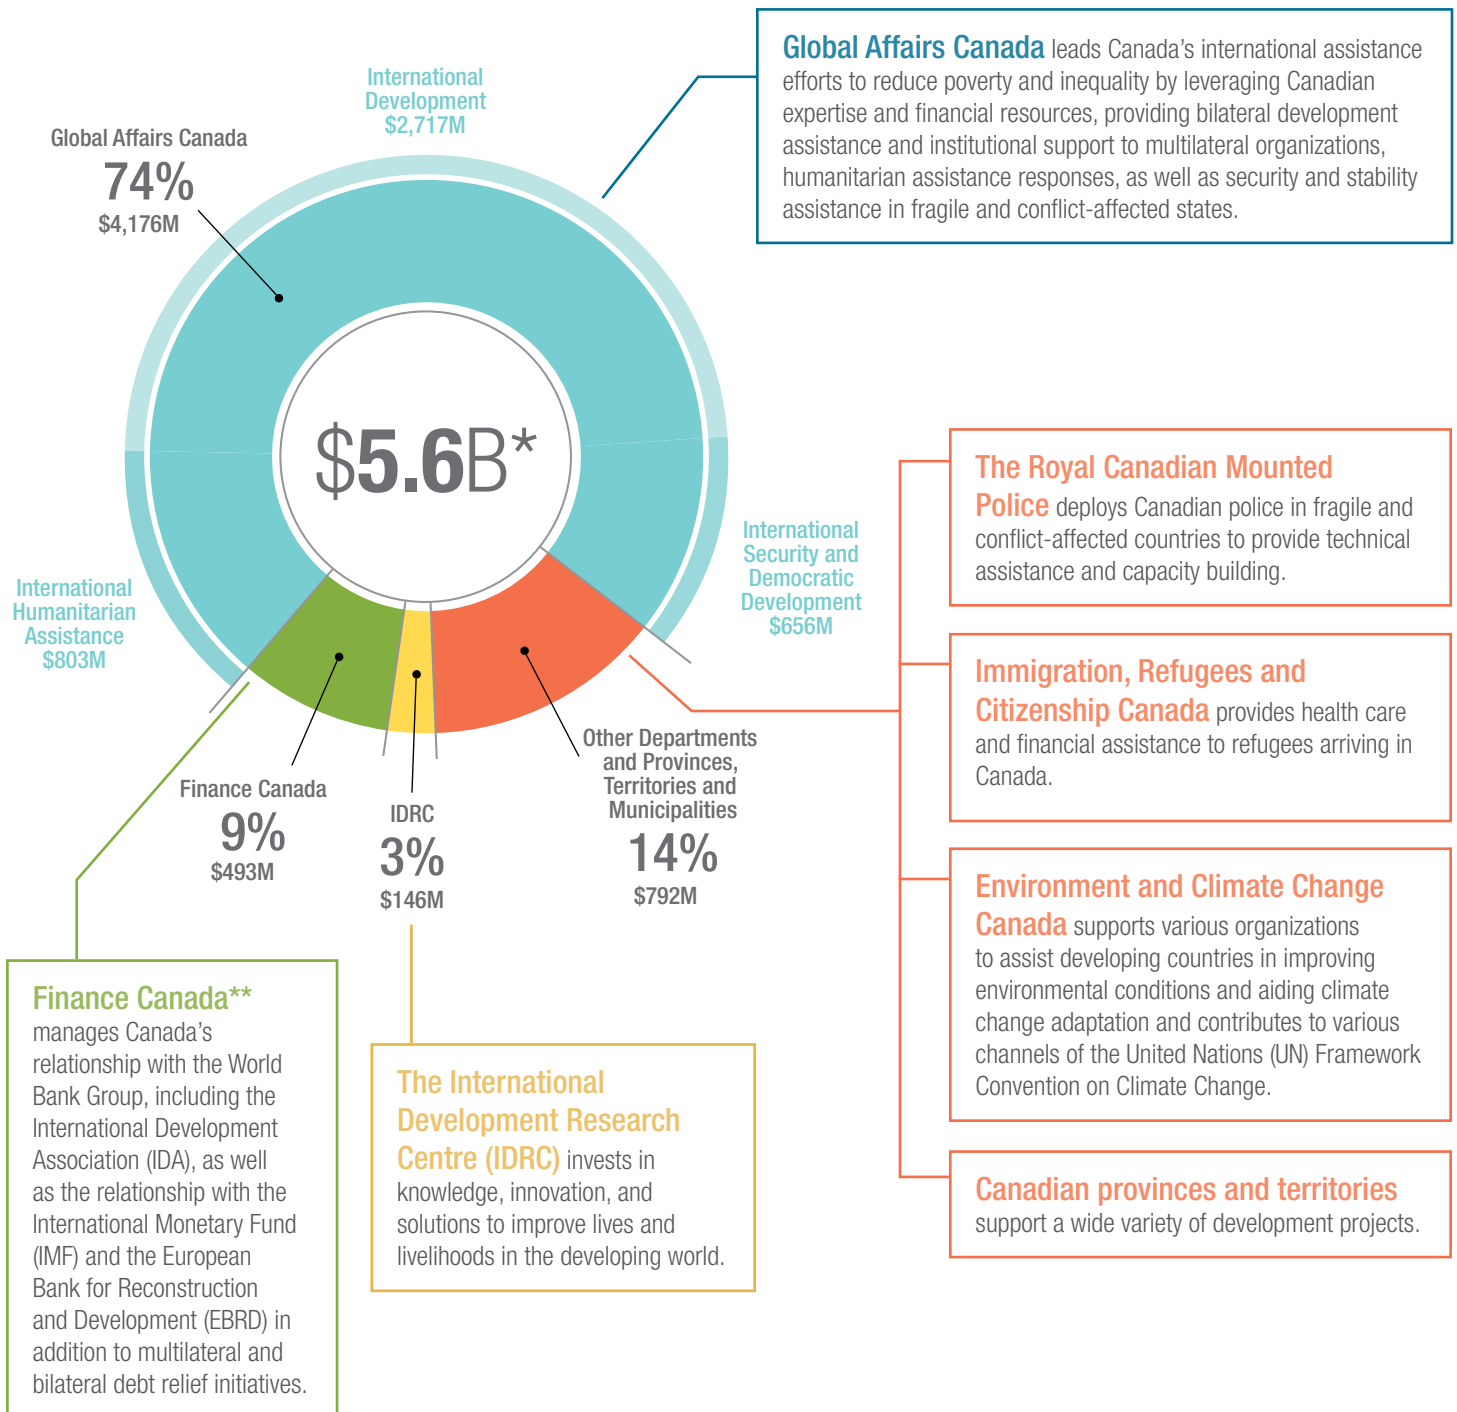 Global Affairs Canada leads Canada’s international assistance
efforts to reduce poverty and inequality by leveraging Canadian
expertise and financial resources, providing bilateral development
assistance and institutional support to multilateral organizations,
humanitarian assistance responses, as well as security and stability
assistance in fragile and conflict-affected states.
International
Development
$2,717M
Global Affairs Canada
74%
$4,176M
$5.6B*
International
Security and
Democratic
Development
$656M
International
Humanitarian
Assistance
$803M
Finance Canada
9%
$493M
IDRC
3%
$146M
Other Departments
and Provinces,
Territories and
Municipalities
14%
$792M
The Royal Canadian Mounted
Police deploys Canadian police in fragile and
conflict-affected countries to provide technical
assistance and capacity building.
Immigration, Refugees and
Citizenship Canada provides health care
and financial assistance to refugees arriving in
Canada.
Environment and Climate Change
Canada supports various organizations
to assist developing countries in improving
environmental conditions and aiding climate
change adaptation and contributes to various
channels of the United Nations (UN) Framework
Convention on Climate Change.
Canadian provinces and territories
support a wide variety of development projects.
Finance Canada**
manages Canada’s
relationship with the World
Bank Group, including the
International Development
Association (IDA), as well
as the relationship with the
International Monetary Fund
(IMF) and the European
Bank for Reconstruction
and Development (EBRD) in
addition to multilateral and
bilateral debt relief initiatives.
The International
Development Research
Centre (IDRC) invests in
knowledge, innovation, and
solutions to improve lives and
livelihoods in the developing world.